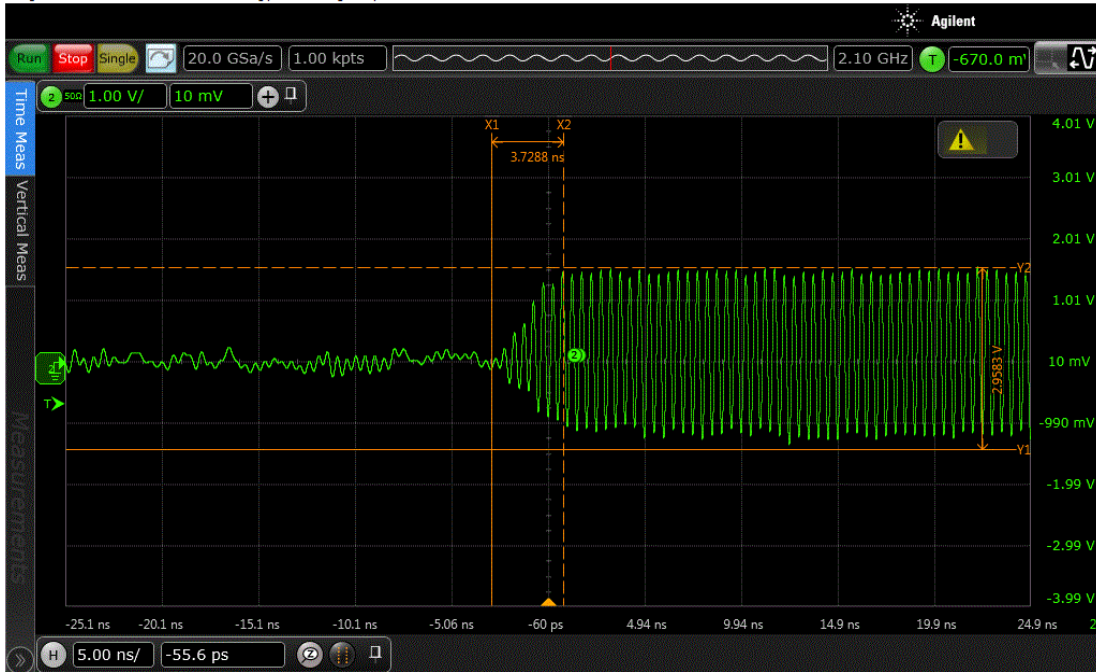 Agilent
Run Stop Single 20.0 GSa/s 1.00 kpts 2.10 GHz T -670.0 m
2 50Ω 1.00 V/ 10 mV +
Time Meas
Vertical Meas
Measurements
X1 X2
3.7288 ns
4.01 V
3.01 V
2.01 V
Y2
1.01 V
2
2
10 mV
2.9583 V
T
-990 mV
Y1
-1.99 V
-2.99 V
-3.99 V
-25.1 ns -20.1 ns -15.1 ns -10.1 ns -5.06 ns -60 ps 4.94 ns 9.94 ns 14.9 ns 19.9 ns 24.9 ns 2
H 5.00 ns/ -55.6 ps Z